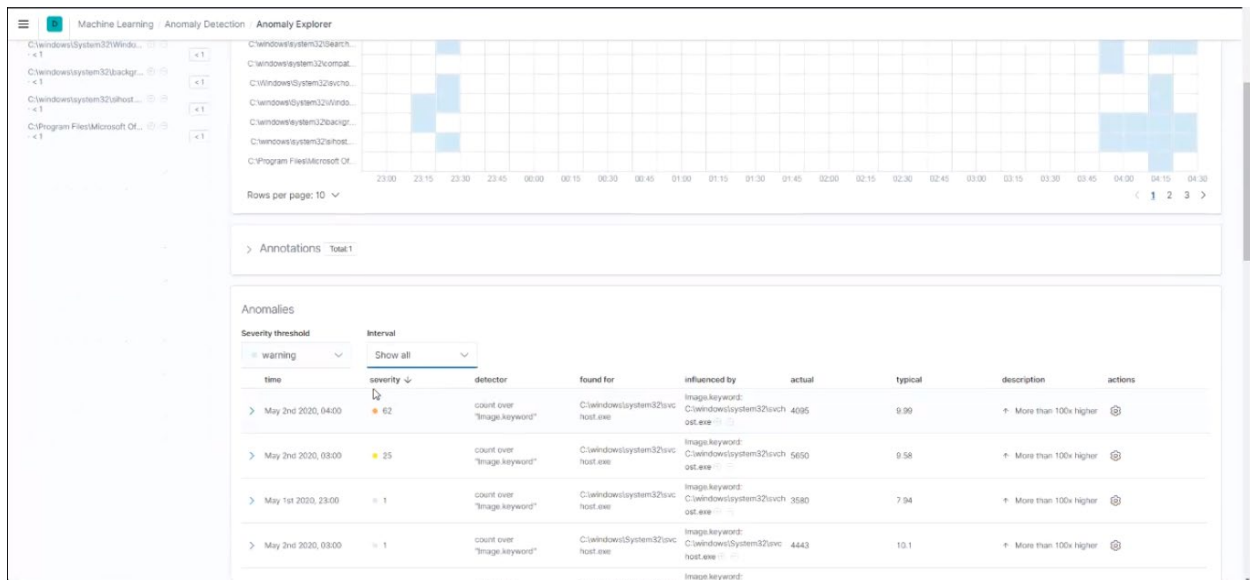 D Machine Learning / Anomaly Detection / Anomaly Explorer
C:\windows\System32\Windo...
- < 1
< 1
C:\windows\system32\backgr...
- < 1
< 1
C:\windows\system32\sihost....
- < 1
< 1
C:\Program Files\Microsoft Of...
- < 1
< 1
C:\windows\system32\Search...
C:\windows\system32\compat...
C:\Windows\System32\svcho...
C:\windows\System32\Windo...
C:\windows\system32\backgr...
C:\windows\system32\sihost....
C:\Program Files\Microsoft Of...
23:00 23:15 23:30 23:45 00:00 00:15 00:30 00:45 01:00 01:15 01:30 01:45 02:00 02:15 02:30 02:45 03:00 03:15 03:30 03:45 04:00 04:15 04:30
Rows per page: 10
< 1 2 3 >
> Annotations Total:1
Anomalies
Severity threshold Interval
warning Show all
time severity detector found for influenced by actual typical description actions
> May 2nd 2020, 04:00 62 count over "Image.keyword" C:\windows\system32\svchost.exe Image.keyword: C:\windows\system32\svchost.exe 4095 9.99 ↑ More than 100x higher
> May 2nd 2020, 03:00 25 count over "Image.keyword" C:\windows\system32\svchost.exe Image.keyword: C:\windows\system32\svchost.exe 5650 9.58 ↑ More than 100x higher
> May 1st 2020, 23:00 1 count over "Image.keyword" C:\windows\system32\svchost.exe Image.keyword: C:\windows\system32\svchost.exe 3580 7.94 ↑ More than 100x higher
> May 2nd 2020, 03:00 1 count over "Image.keyword" C:\windows\System32\svchost.exe Image.keyword: C:\windows\System32\svchost.exe 4443 10.1 ↑ More than 100x higher
Image.keyword: